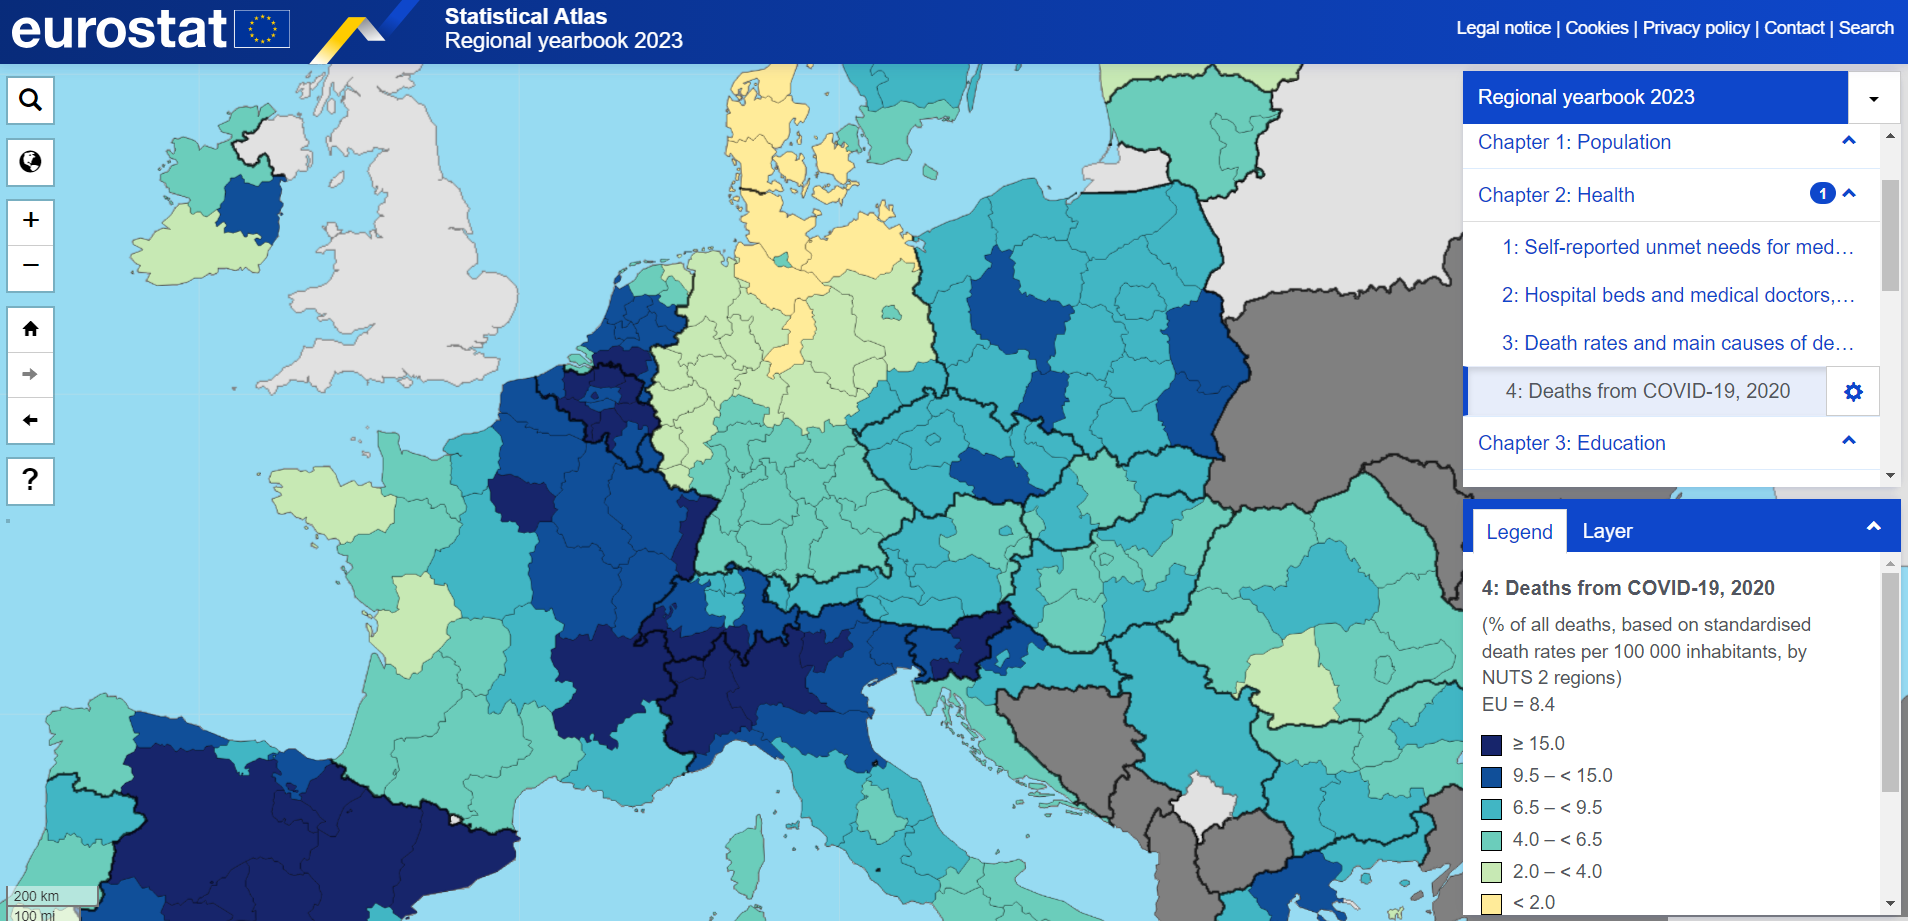 eurostat
Statistical Atlas
Regional yearbook 2023
Legal notice | Cookies | Privacy policy | Contact | Search
Regional yearbook 2023
Chapter 1: Population
Chapter 2: Health
1
1: Self-reported unmet needs for med...
2: Hospital beds and medical doctors,...
3: Death rates and main causes of de...
4: Deaths from COVID-19, 2020
Chapter 3: Education
+
−
?
Legend
Layer
4: Deaths from COVID-19, 2020
(% of all deaths, based on standardised
death rates per 100 000 inhabitants, by
NUTS 2 regions)
EU = 8.4
≥ 15.0
9.5 – < 15.0
6.5 – < 9.5
4.0 – < 6.5
2.0 – < 4.0
< 2.0
200 km
100 mi